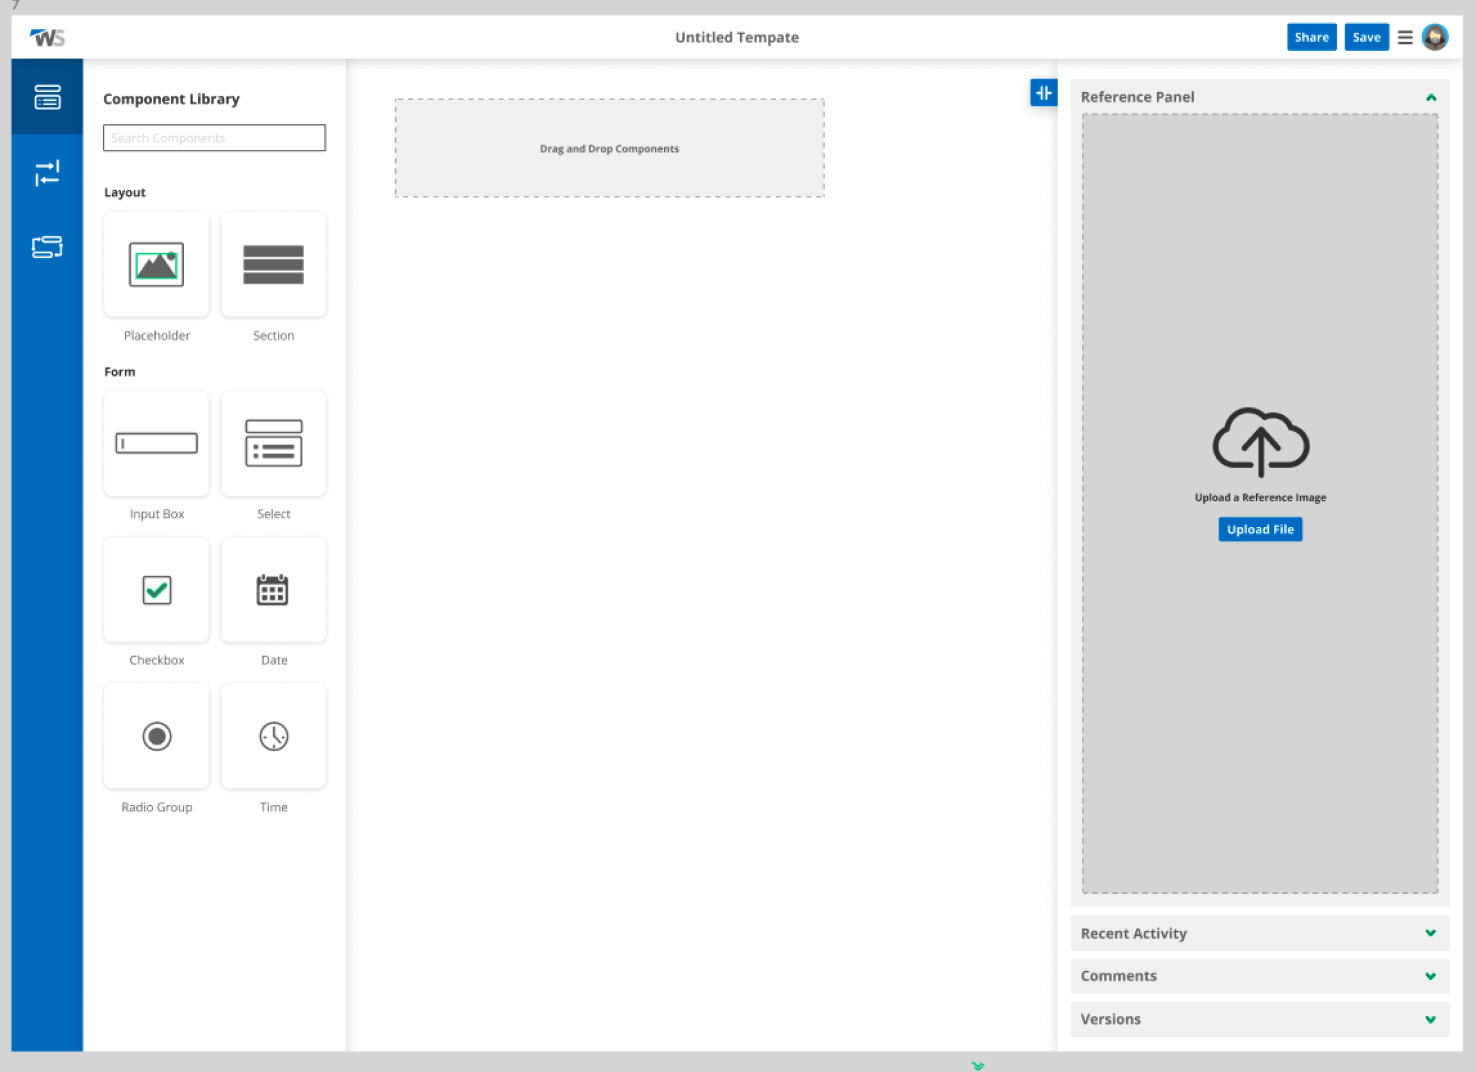 7
WS
Untitled Tempate
Share
Save
Component Library
Search Components
Layout
Placeholder
Section
Form
Input Box
Select
Checkbox
Date
Radio Group
Time
Drag and Drop Components
Reference Panel
Upload a Reference Image
Upload File
Recent Activity
Comments
Versions